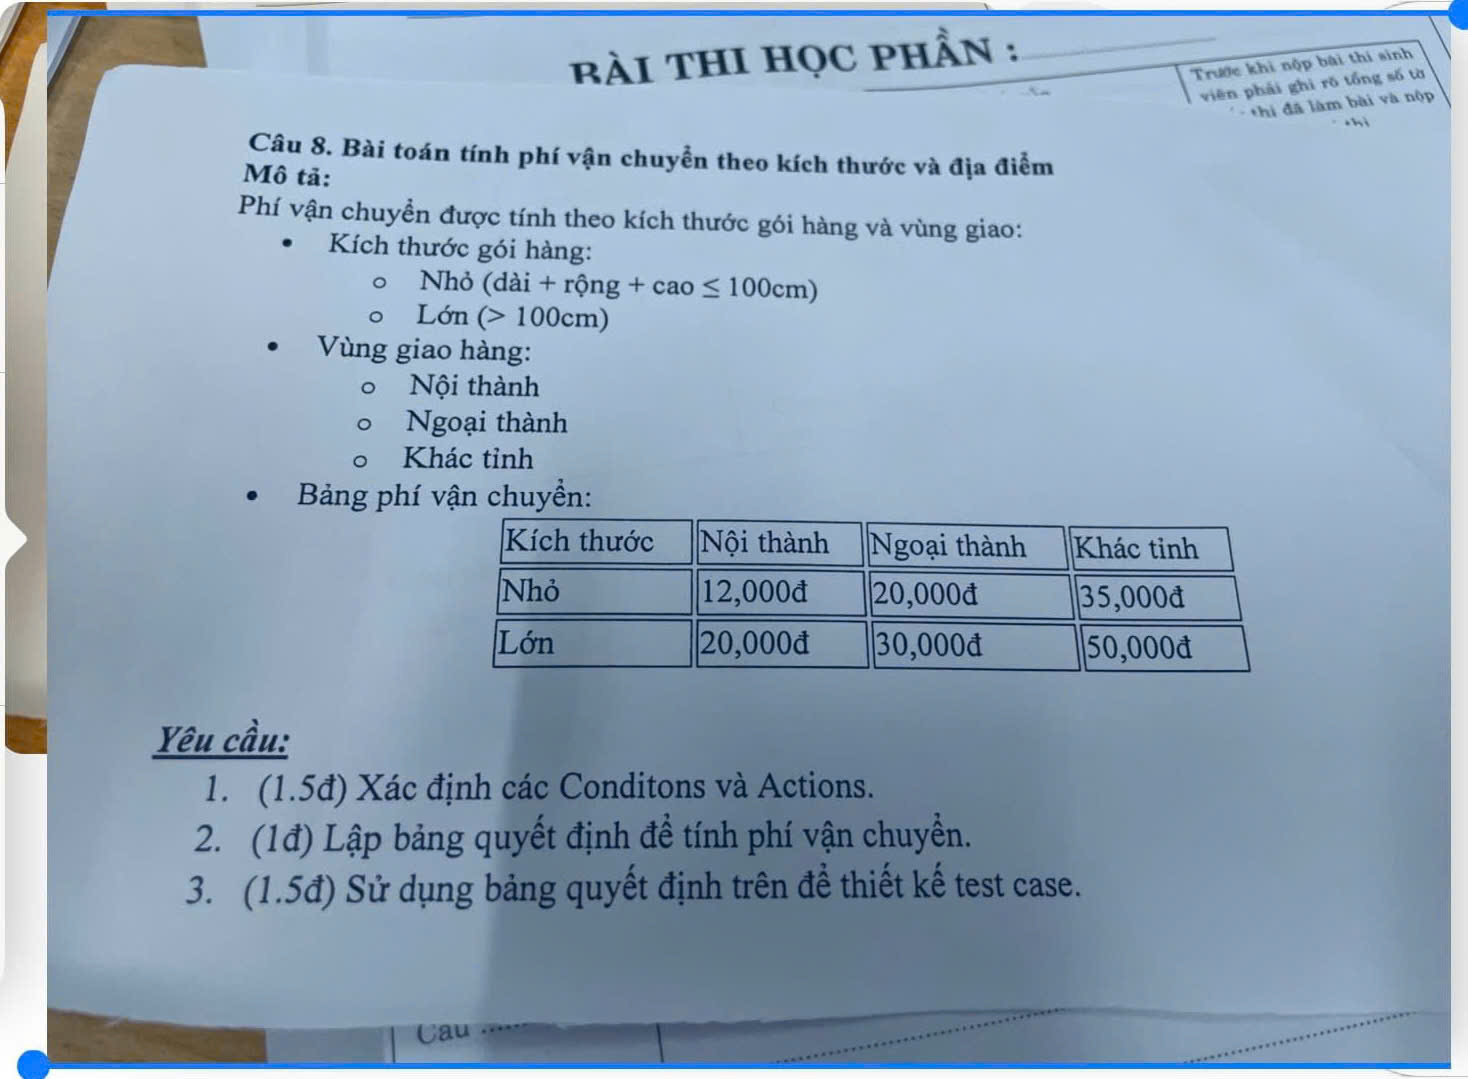 BÀI THI HỌC PHẦN :
Trước khi nộp bài thi sinh
viên phải ghi rõ tổng số tờ
thi đã làm bài và nộp
Câu 8. Bài toán tính phí vận chuyển theo kích thước và địa điểm
Mô tả:
Phí vận chuyển được tính theo kích thước gói hàng và vùng giao:
• Kích thước gói hàng:
o Nhỏ (dài + rộng + cao ≤ 100cm)
o Lớn (> 100cm)
• Vùng giao hàng:
o Nội thành
o Ngoại thành
o Khác tỉnh
• Bảng phí vận chuyển:
Kích thước Nội thành Ngoại thành Khác tỉnh
Nhỏ 12,000đ 20,000đ 35,000đ
Lớn 20,000đ 30,000đ 50,000đ
Yêu cầu:
1. (1.5đ) Xác định các Conditons và Actions.
2. (1đ) Lập bảng quyết định để tính phí vận chuyển.
3. (1.5đ) Sử dụng bảng quyết định trên để thiết kế test case.
Câu